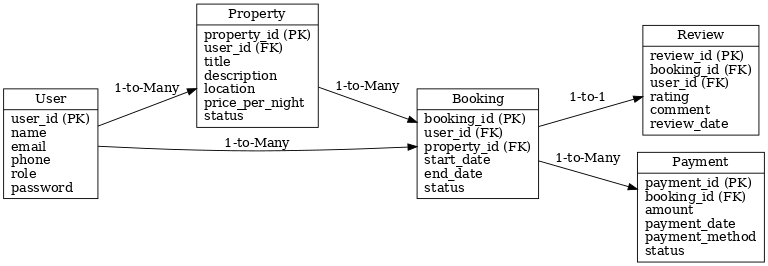 User
user_id (PK)
name
email
phone
role
password
1-to-Many
1-to-Many
Property
property_id (PK)
user_id (FK)
title
description
location
price_per_night
status
1-to-Many
Booking
booking_id (PK)
user_id (FK)
property_id (FK)
start_date
end_date
status
1-to-1
1-to-Many
Review
review_id (PK)
booking_id (FK)
user_id (FK)
rating
comment
review_date
Payment
payment_id (PK)
booking_id (FK)
amount
payment_date
payment_method
status